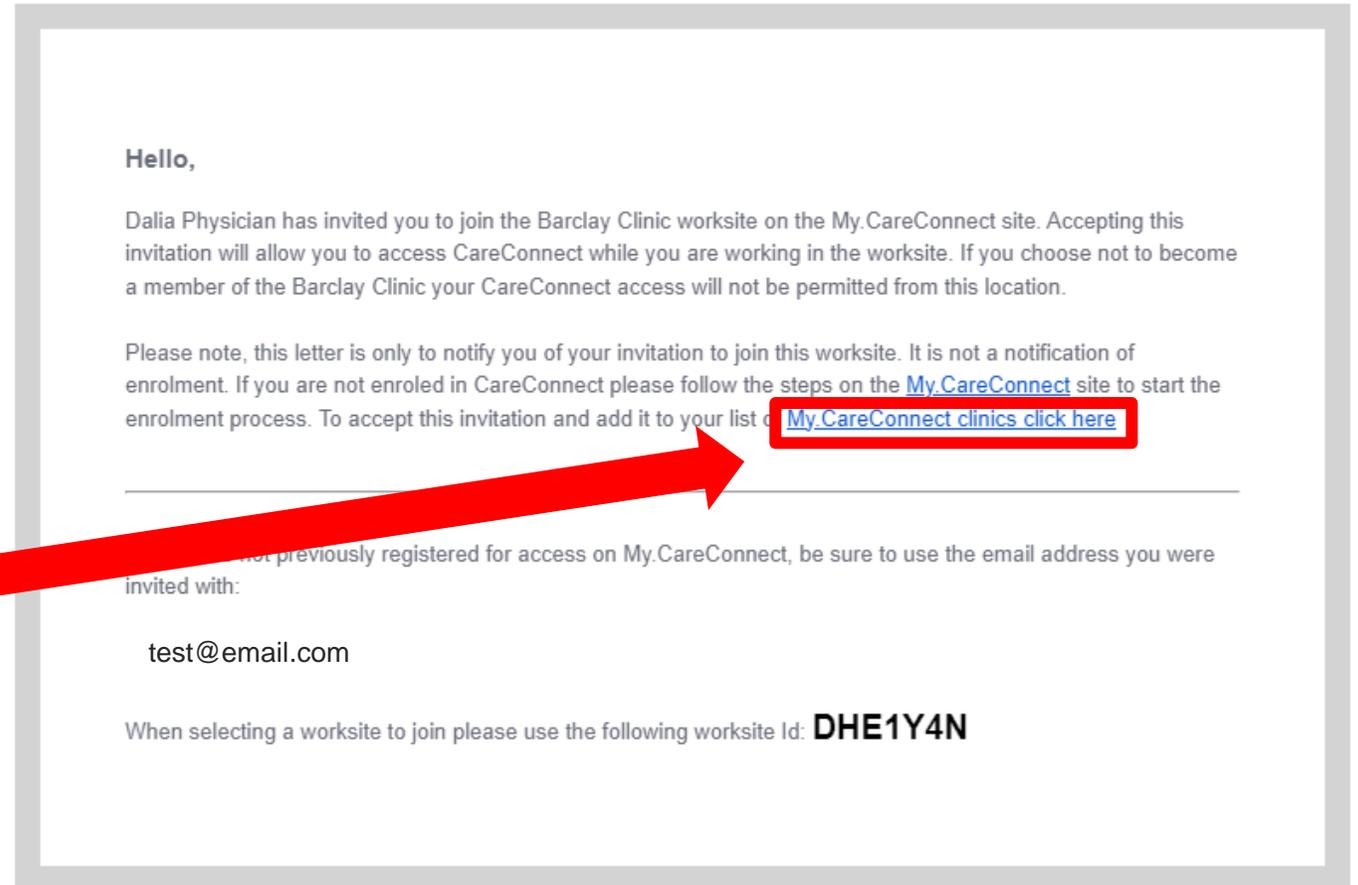 Hello,
Dalia Physician has invited you to join the Barclay Clinic worksite on the My.CareConnect site. Accepting this
invitation will allow you to access CareConnect while you are working in the worksite. If you choose not to become
a member of the Barclay Clinic your CareConnect access will not be permitted from this location.
Please note, this letter is only to notify you of your invitation to join this worksite. It is not a notification of
enrolment. If you are not enroled in CareConnect please follow the steps on the My.CareConnect site to start the
enrolment process. To accept this invitation and add it to your list My.CareConnect clinics click here
previously registered for access on My.CareConnect, be sure to use the email address you were
invited with:
test@email.com
When selecting a worksite to join please use the following worksite Id: DHE1Y4N